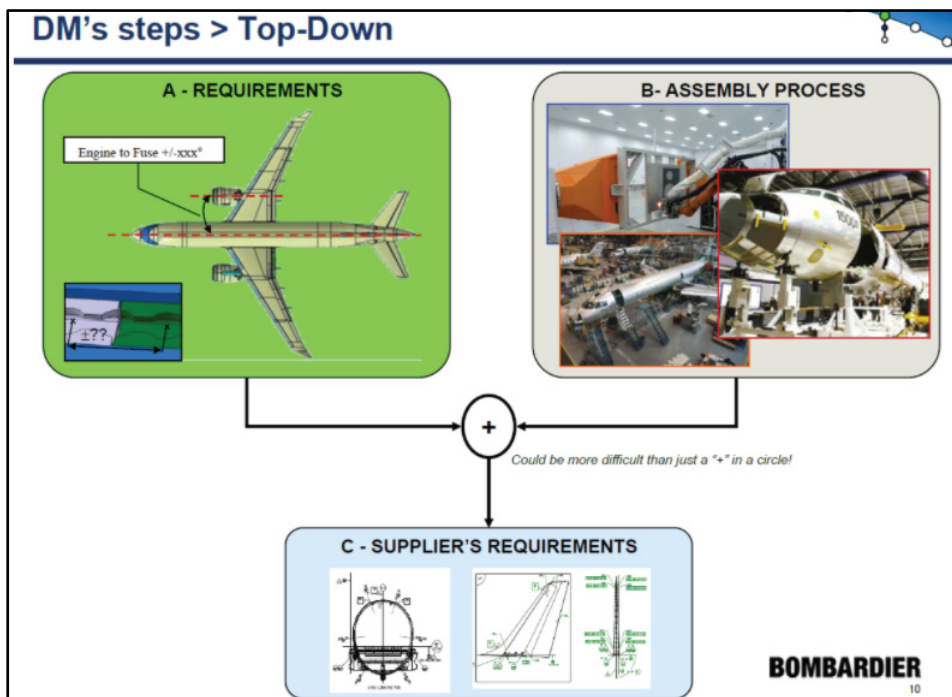 DM's steps > Top-Down
A - REQUIREMENTS
Engine to Fuse +/-xxx°
±??
B- ASSEMBLY PROCESS
+
Could be more difficult than just a "+" in a circle!
C - SUPPLIER'S REQUIREMENTS
BOMBARDIER
10